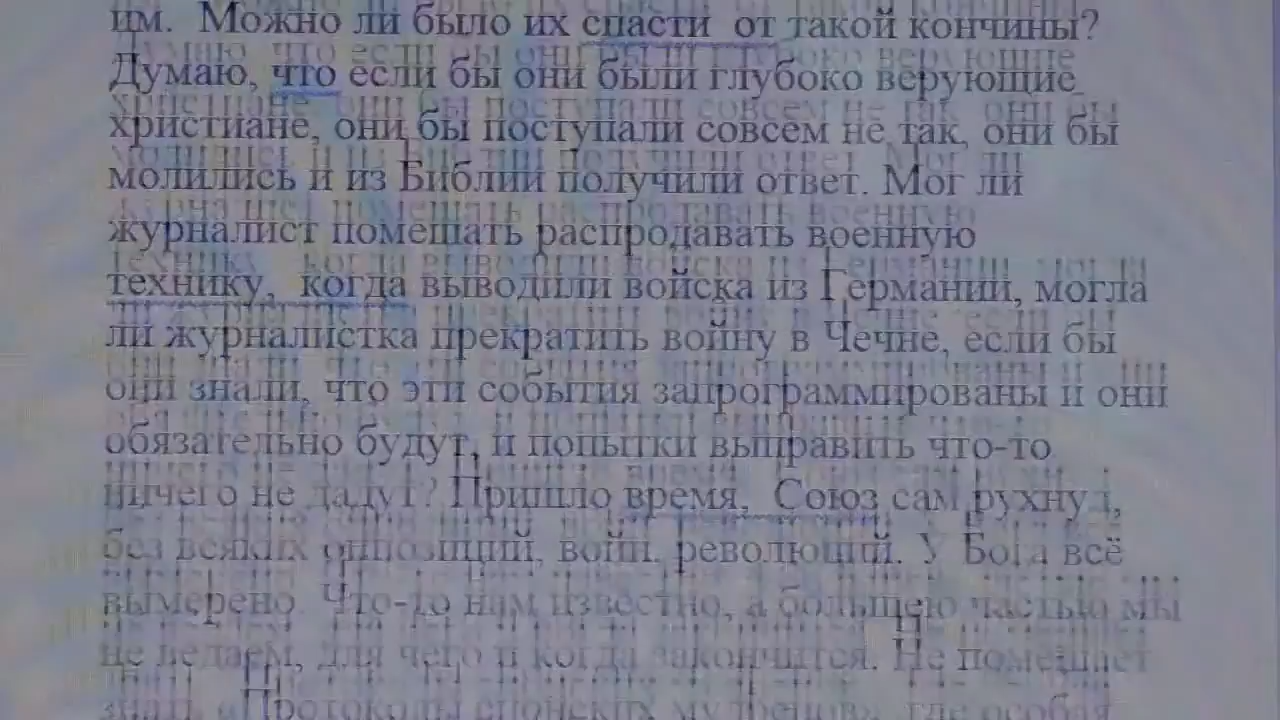 им.  Можно ли было их спасти  от такой кончины?
Думаю, что если бы они были глубоко верующие
христиане, они бы поступали совсем не так, они бы
молились и из Библии получили ответ. Мог ли
журналист помешать распродавать военную
технику,  когда выводили войска из Германии, могла
ли журналистка прекратить войну в Чечне, если бы
они знали, что эти события запрограммированы и они
обязательно будут, и попытки выправить что-то
ничего не дадут? Пришло время,  Союз сам рухнул,
без всяких оппозиций, войн, революций. У Бога всё
вымерено. Что-то нам известно, а большею частью мы
не ведаем, для чего и когда закончится. Не помешает
знать «Протоколы сионских мудрецов», где особая